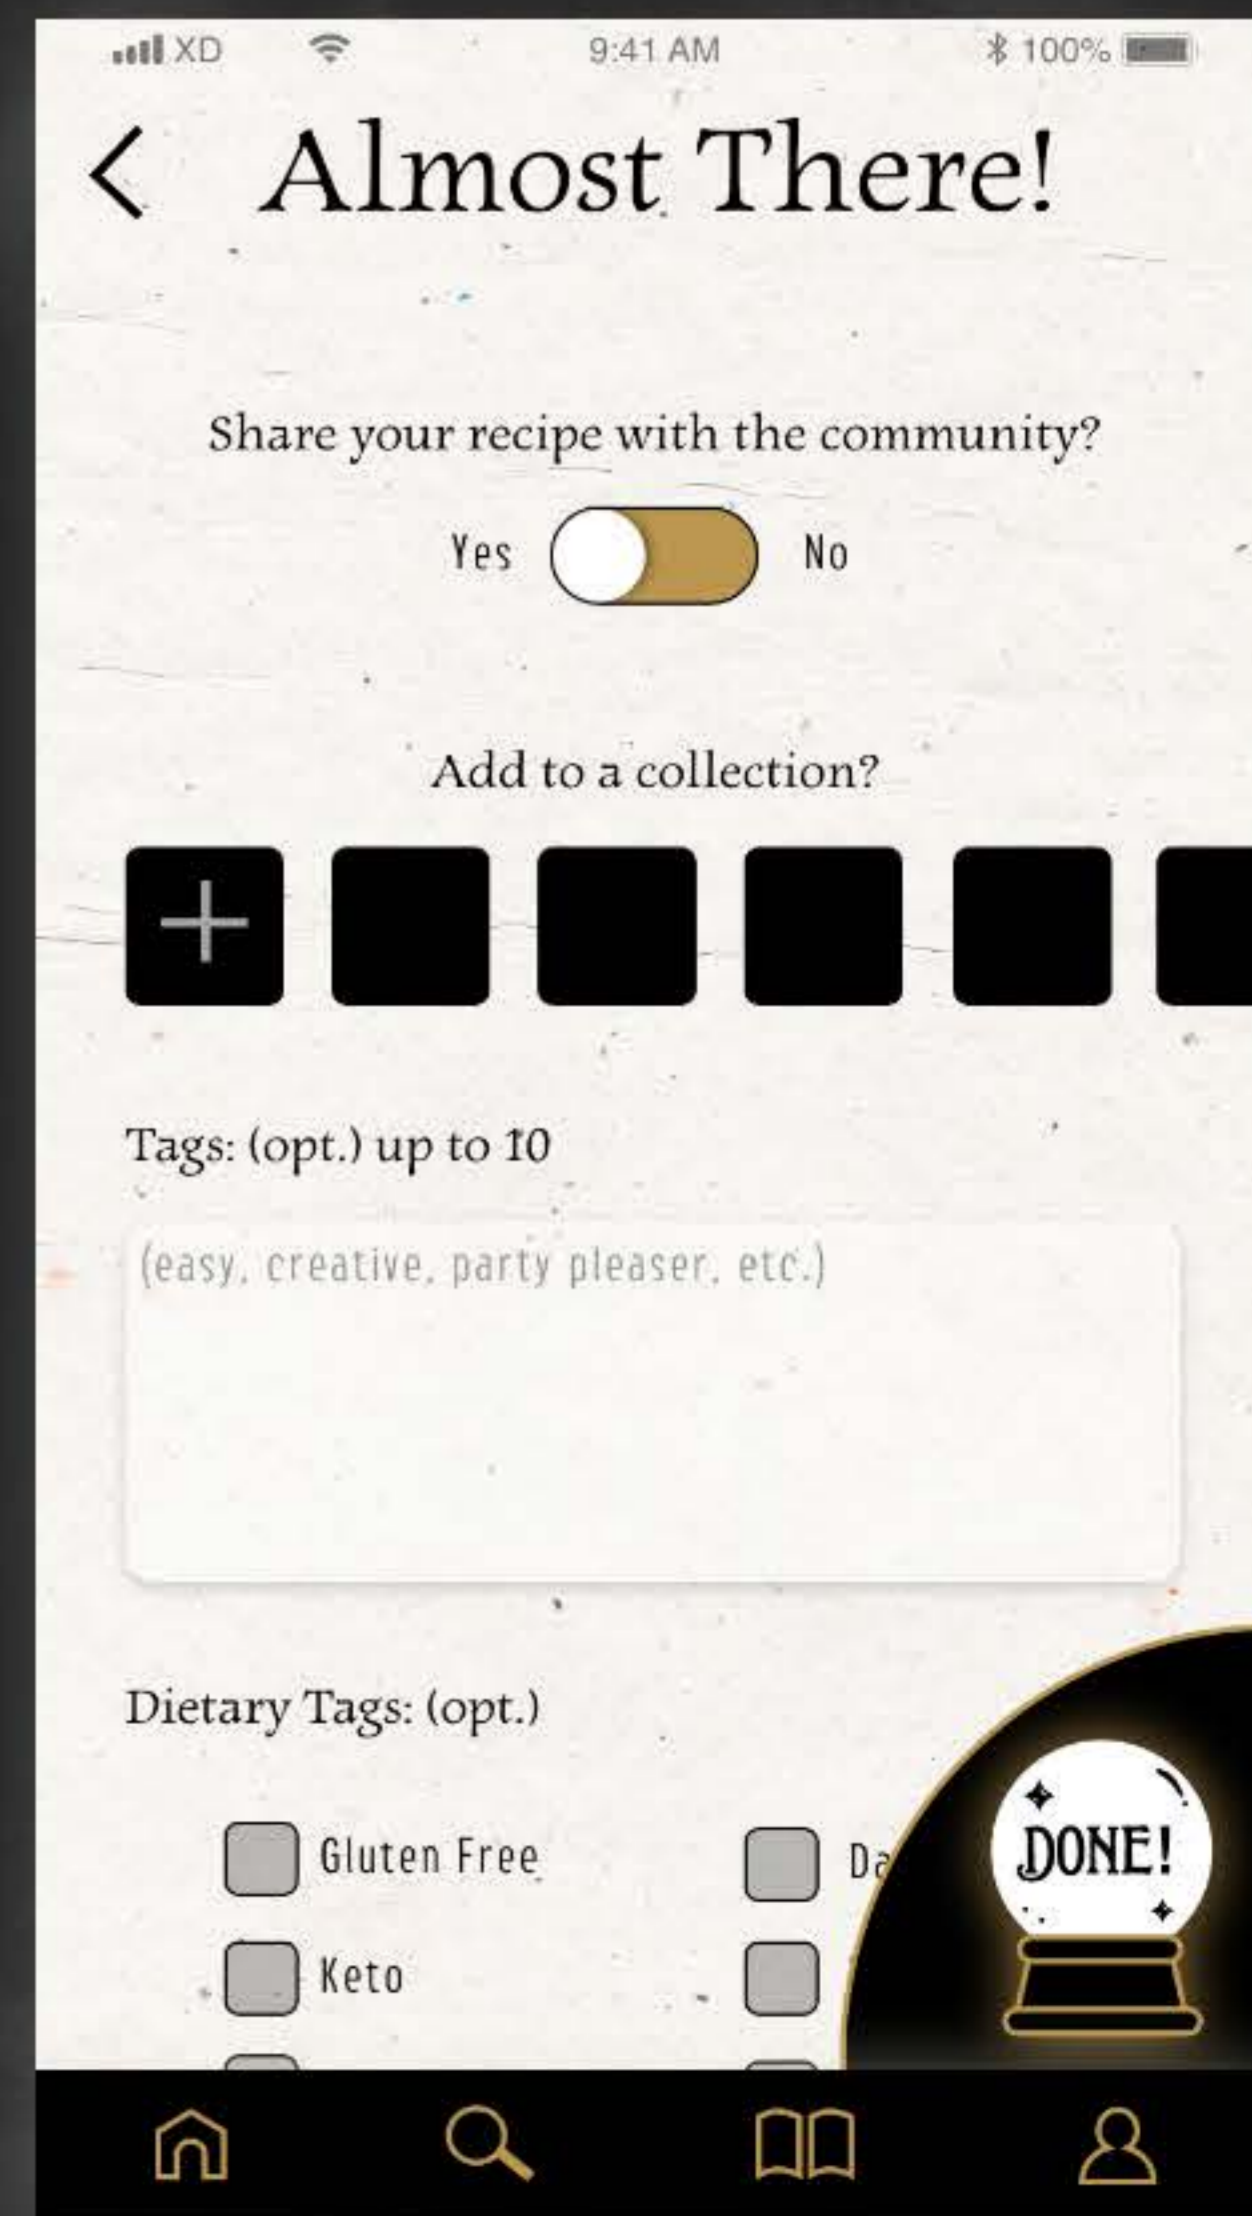 XD 9:41 AM 100%
Almost There!
Share your recipe with the community?
Yes No
Add to a collection?
Tags: (opt.) up to 10
(easy, creative, party pleaser, etc.)
Dietary Tags: (opt.)
Gluten Free
DONE!
Keto